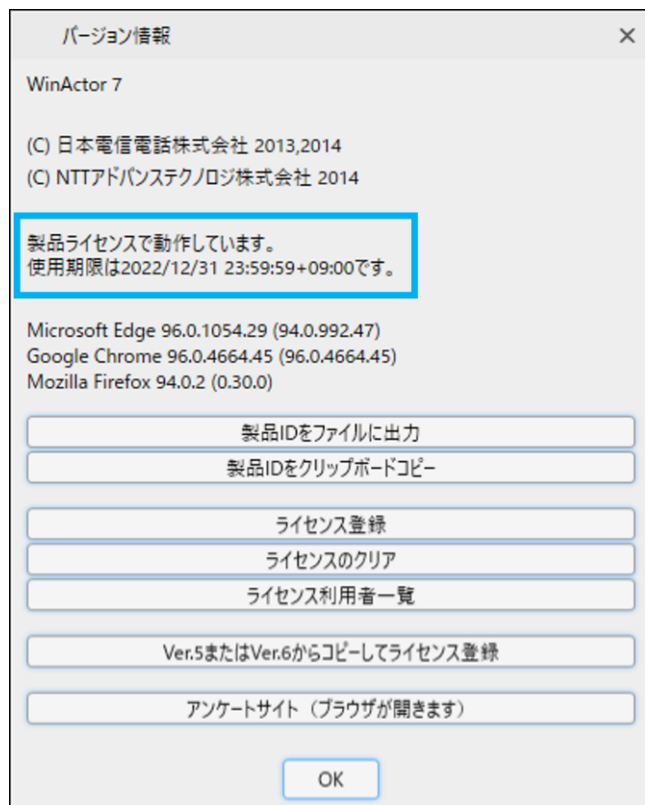 バージョン情報
WinActor 7
(C) 日本電信電話株式会社 2013,2014
(C) NTTアドバンステクノロジ株式会社 2014
製品ライセンスで動作しています。
使用期限は2022/12/31 23:59:59+09:00です。
Microsoft Edge 96.0.1054.29 (94.0.992.47)
Google Chrome 96.0.4664.45 (96.0.4664.45)
Mozilla Firefox 94.0.2 (0.30.0)
製品IDをファイルに出力
製品IDをクリップボードコピー
ライセンス登録
ライセンスのクリア
ライセンス利用者一覧
Ver.5またはVer.6からコピーしてライセンス登録
アンケートサイト（ブラウザが開きます）
OK